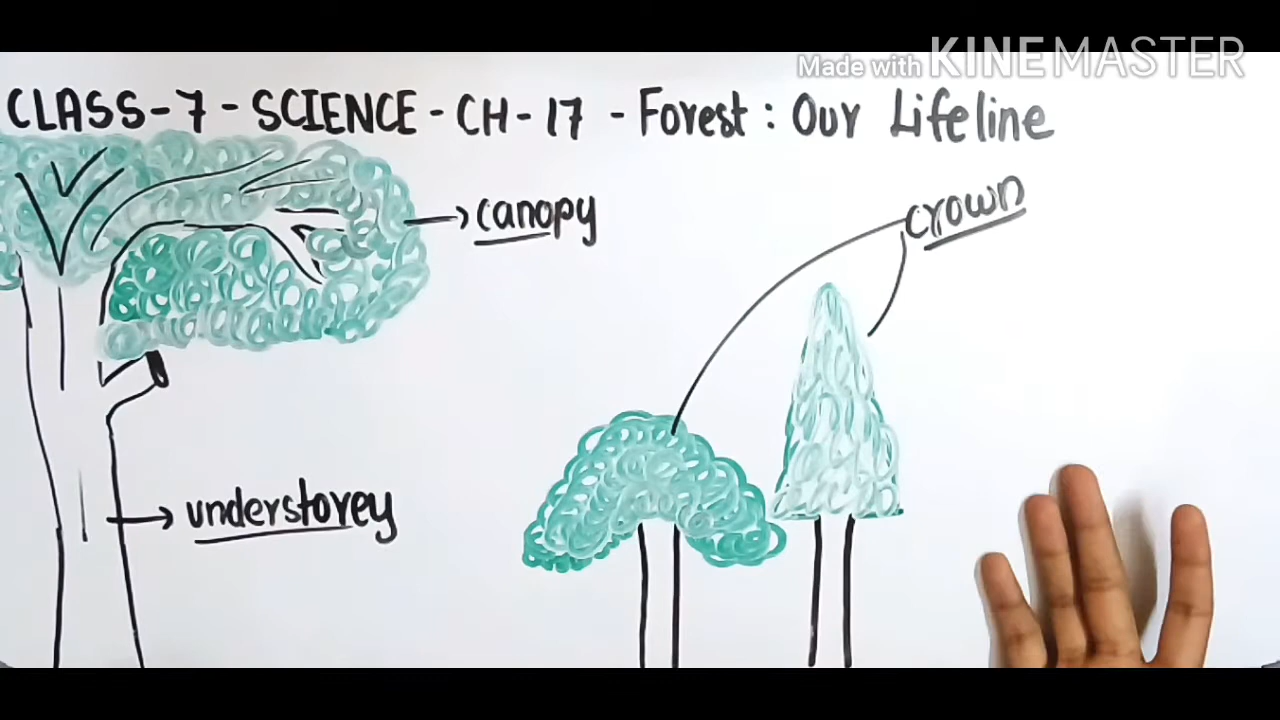 Made with KINEMASTER
CLASS-7-SCIENCE-CH-17-Forest: Our Lifeline
canopy
crown
understorey